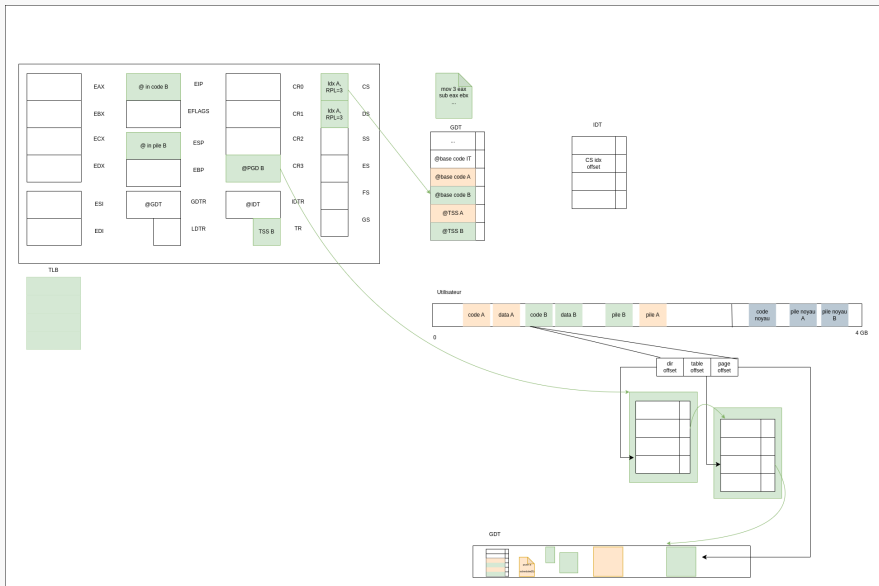 EAX
@ in code B
EIP
CR0
Idx A,
RPL=3
CS
EBX
EFLAGS
CR1
Idx A,
RPL=3
DS
ECX
@ in pile B
ESP
CR2
SS
EDX
EBP
@PGD B
CR3
ES
FS
ESI
@GDT
GDTR
@IDT
IDTR
GS
EDI
LDTR
TSS B
TR
TLB
mov 3 eax
sub eax ebx
...
GDT
...
@base code IT
@base code A
@base code B
@TSS A
@TSS B
IDT
CS idx
offset
Utilisateur
code A
data A
code B
data B
pile B
pile A
code
noyau
pile noyau
A
pile noyau
B
0
4 GB
dir
offset
table
offset
page
offset
GDT